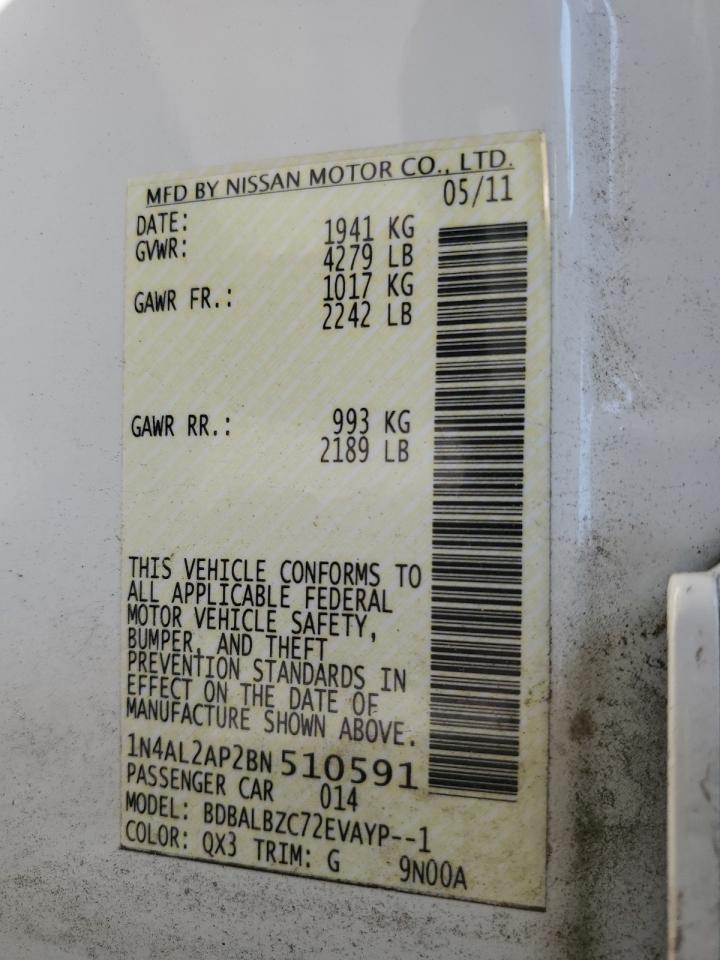 MFD BY NISSAN MOTOR CO., LTD.
DATE: 05/11
GVWR: 1941 KG
4279 LB
GAWR FR.: 1017 KG
2242 LB
GAWR RR.: 993 KG
2189 LB
THIS VEHICLE CONFORMS TO
ALL APPLICABLE FEDERAL
MOTOR VEHICLE SAFETY,
BUMPER, AND THEFT
PREVENTION STANDARDS IN
EFFECT ON THE DATE OF
MANUFACTURE SHOWN ABOVE.
1N4AL2AP2BN510591
PASSENGER CAR 014
MODEL: BDBALBZC72EVAYP--1
COLOR: QX3 TRIM: G 9N00A